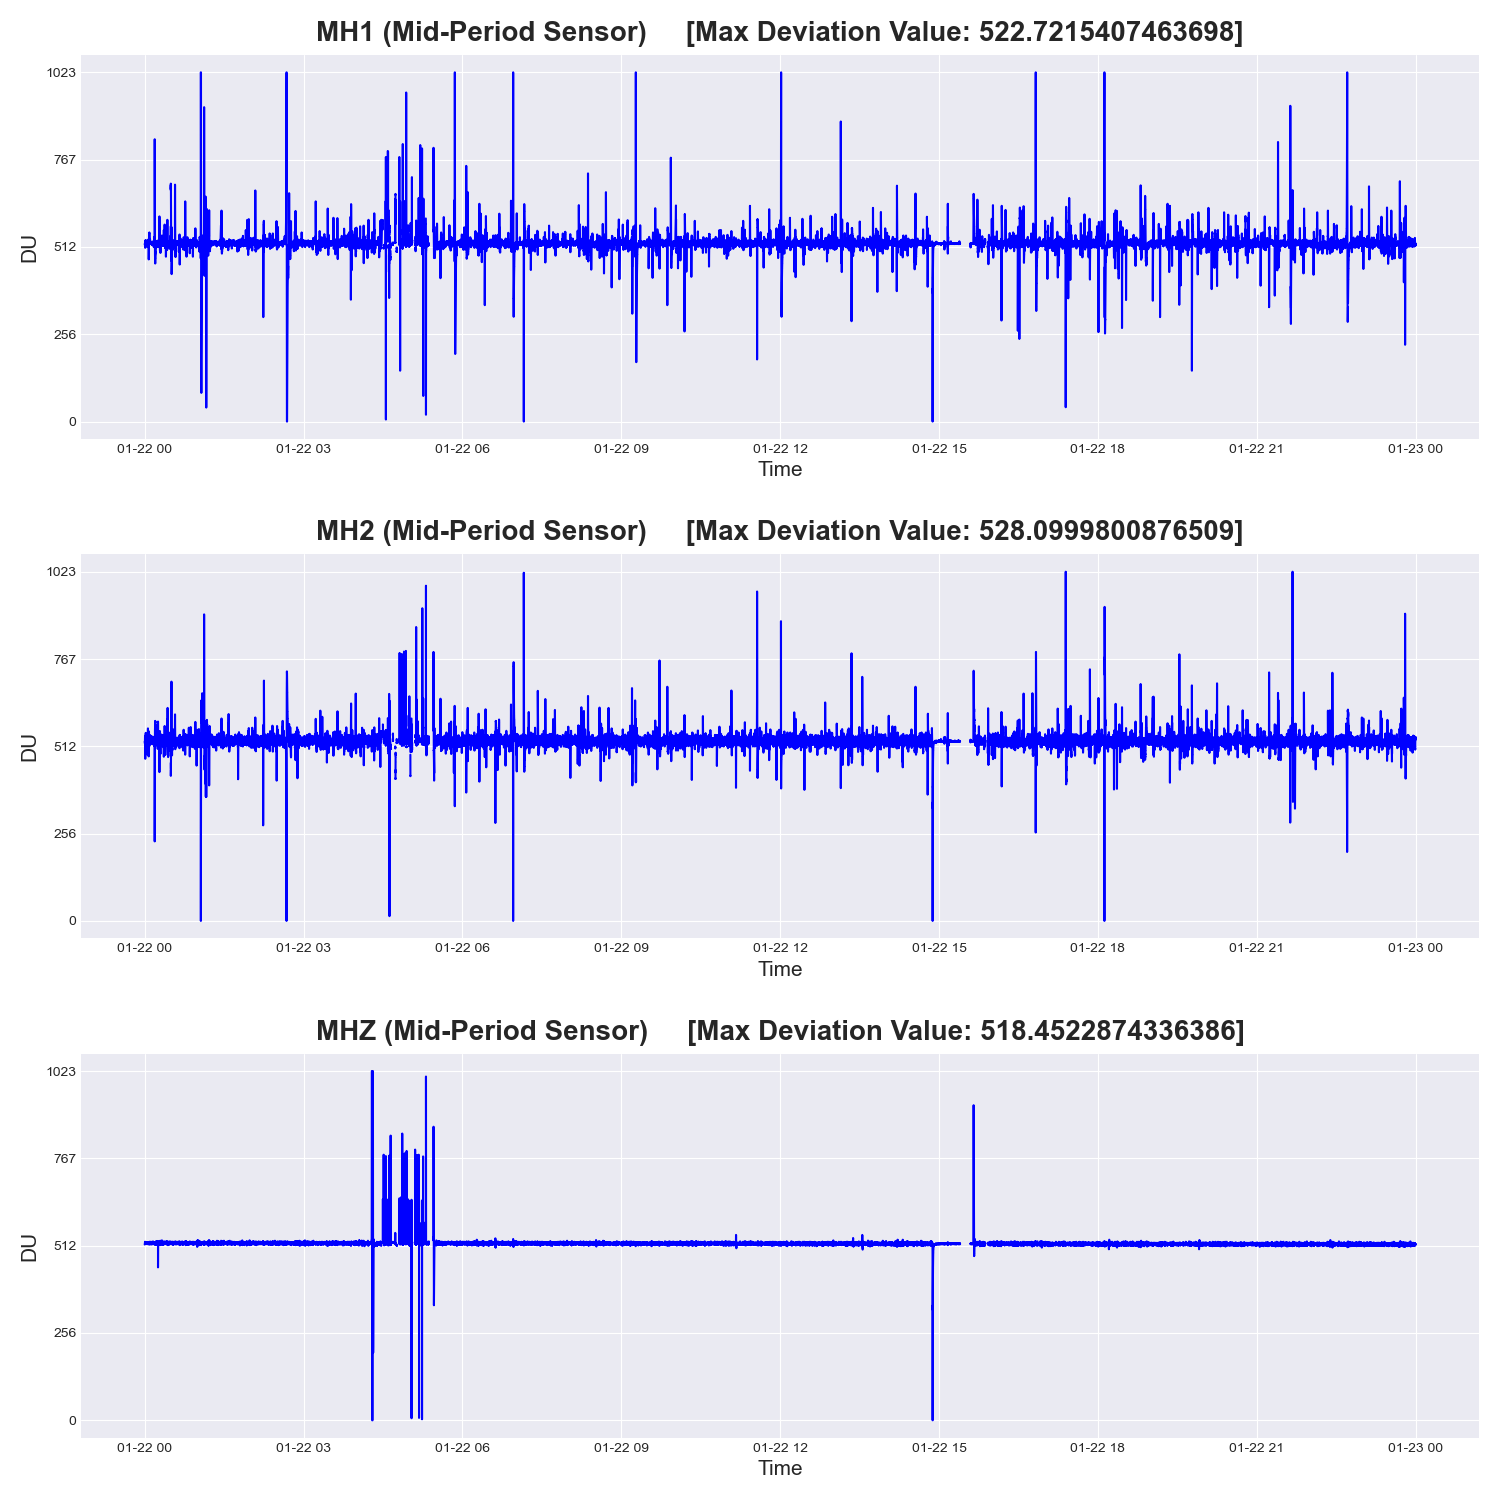 MH1 (Mid-Period Sensor) [Max Deviation Value: 522.7215407463698]
1023
767
512
256
0
DU
01-22 00 01-22 03 01-22 06 01-22 09 01-22 12 01-22 15 01-22 18 01-22 21 01-23 00
Time
MH2 (Mid-Period Sensor) [Max Deviation Value: 528.0999800876509]
1023
767
512
256
0
DU
01-22 00 01-22 03 01-22 06 01-22 09 01-22 12 01-22 15 01-22 18 01-22 21 01-23 00
Time
MHZ (Mid-Period Sensor) [Max Deviation Value: 518.4522874336386]
1023
767
512
256
0
DU
01-22 00 01-22 03 01-22 06 01-22 09 01-22 12 01-22 15 01-22 18 01-22 21 01-23 00
Time